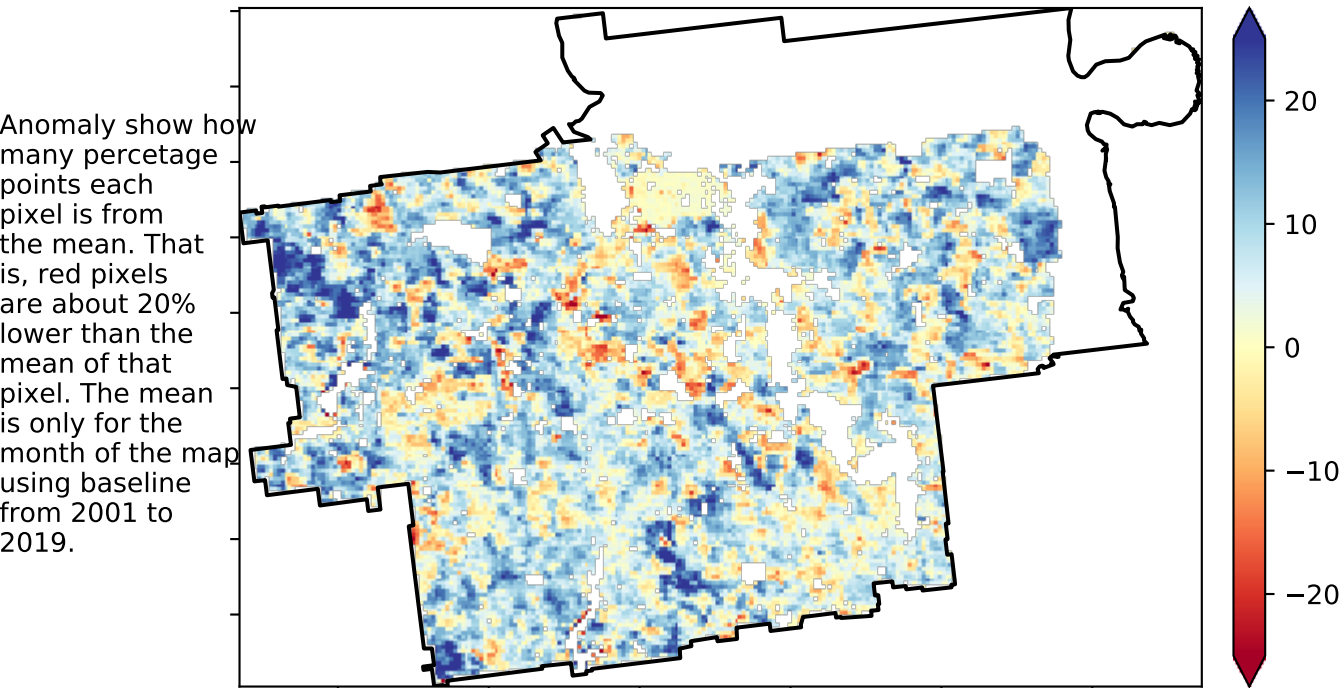 Anomaly show how
many percetage
points each
pixel is from
the mean. That
is, red pixels
are about 20%
lower than the
mean of that
pixel. The mean
is only for the
month of the map
using baseline
from 2001 to
2019.
20
10
0
−10
−20